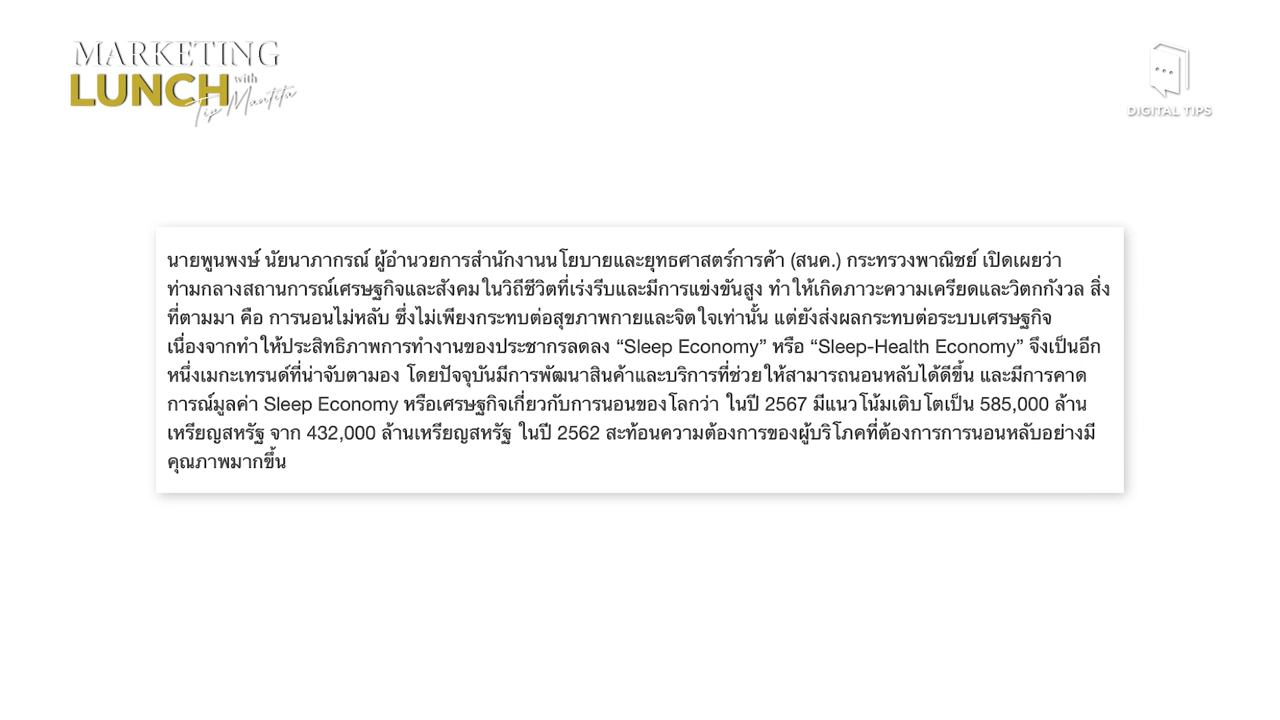 MARKETING
LUNCH with
Tip Mantita
DIGITAL TIPS
นายพูนพงษ์ นัยนาภากรณ์ ผู้อำนวยการสำนักงานนโยบายและยุทธศาสตร์การค้า (สนค.) กระทรวงพาณิชย์ เปิดเผยว่า
ท่ามกลางสถานการณ์เศรษฐกิจและสังคมในวิถีชีวิตที่เร่งรีบและมีการแข่งขันสูง ทำให้เกิดภาวะความเครียดและวิตกกังวล สิ่ง
ที่ตามมา คือ การนอนไม่หลับ ซึ่งไม่เพียงกระทบต่อสุขภาพกายและจิตใจเท่านั้น แต่ยังส่งผลกระทบต่อระบบเศรษฐกิจ
เนื่องจากทำให้ประสิทธิภาพการทำงานของประชากรลดลง “Sleep Economy” หรือ “Sleep-Health Economy” จึงเป็นอีก
หนึ่งเมกะเทรนด์ที่น่าจับตามอง โดยปัจจุบันมีการพัฒนาสินค้าและบริการที่ช่วยให้สามารถนอนหลับได้ดีขึ้น และมีการคาด
การณ์มูลค่า Sleep Economy หรือเศรษฐกิจเกี่ยวกับการนอนของโลกว่า ในปี 2567 มีแนวโน้มเติบโตเป็น 585,000 ล้าน
เหรียญสหรัฐ จาก 432,000 ล้านเหรียญสหรัฐ ในปี 2562 สะท้อนความต้องการของผู้บริโภคที่ต้องการการนอนหลับอย่างมี
คุณภาพมากขึ้น